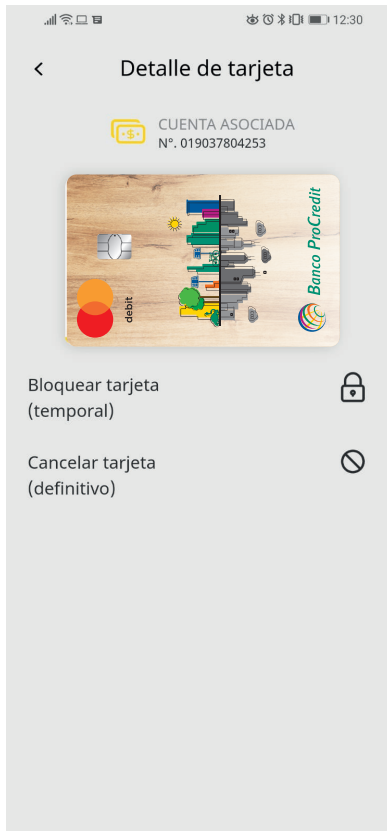 12:30
Detalle de tarjeta
CUENTA ASOCIADA
N°. 019037804253
debit
Banco ProCredit
Bloquear tarjeta
(temporal)
Cancelar tarjeta
(definitivo)